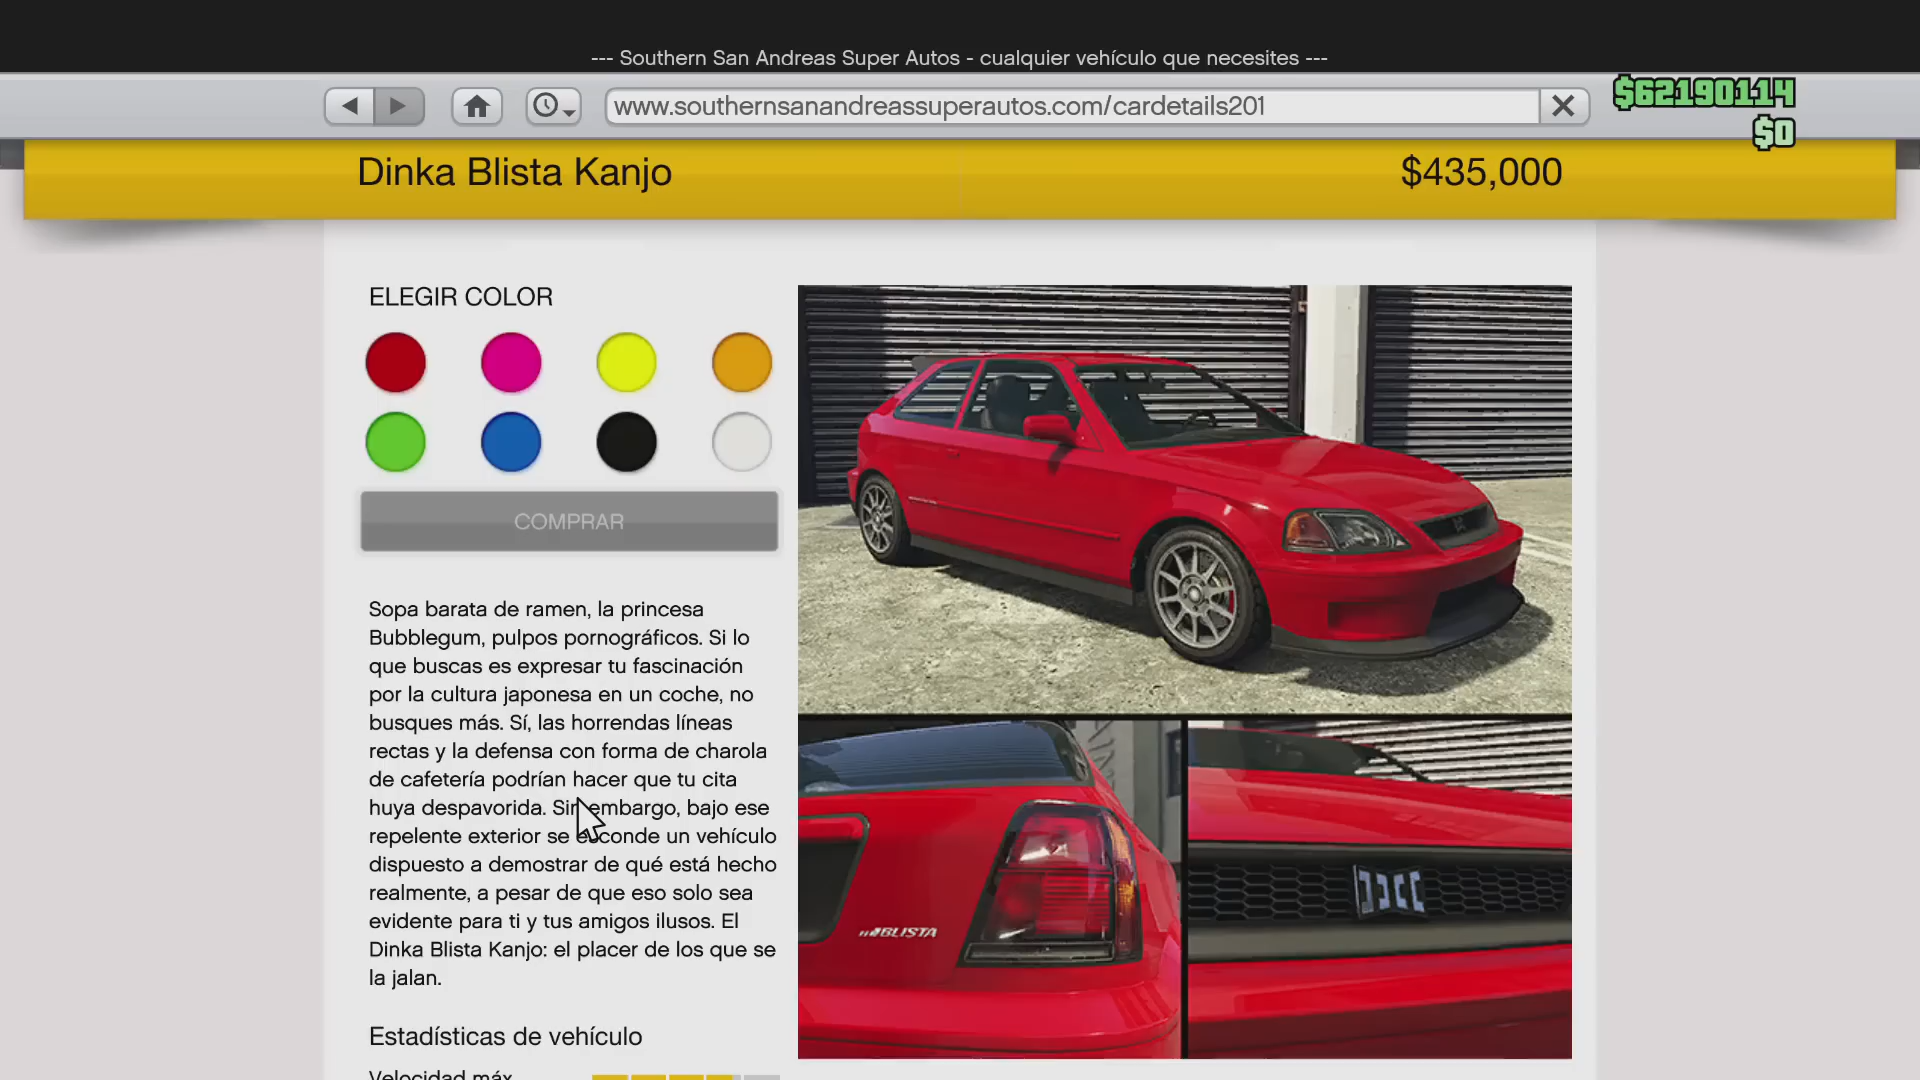 --- Southern San Andreas Super Autos - cualquier vehículo que necesites ---
www.southernsanandreassuperautos.com/cardetails201
$62190114
$0
Dinka Blista Kanjo
$435,000
ELEGIR COLOR
COMPRAR
Sopa barata de ramen, la princesa
Bubblegum, pulpos pornográficos. Si lo
que buscas es expresar tu fascinación
por la cultura japonesa en un coche, no
busques más. Sí, las horrendas líneas
rectas y la defensa con forma de charola
de cafetería podrían hacer que tu cita
huya despavorida. Sin embargo, bajo ese
repelente exterior se esconde un vehículo
dispuesto a demostrar de qué está hecho
realmente, a pesar de que eso solo sea
evidente para ti y tus amigos ilusos. El
Dinka Blista Kanjo: el placer de los que se
la jalan.
BLISTA
Estadísticas de vehículo
Velocidad máx.